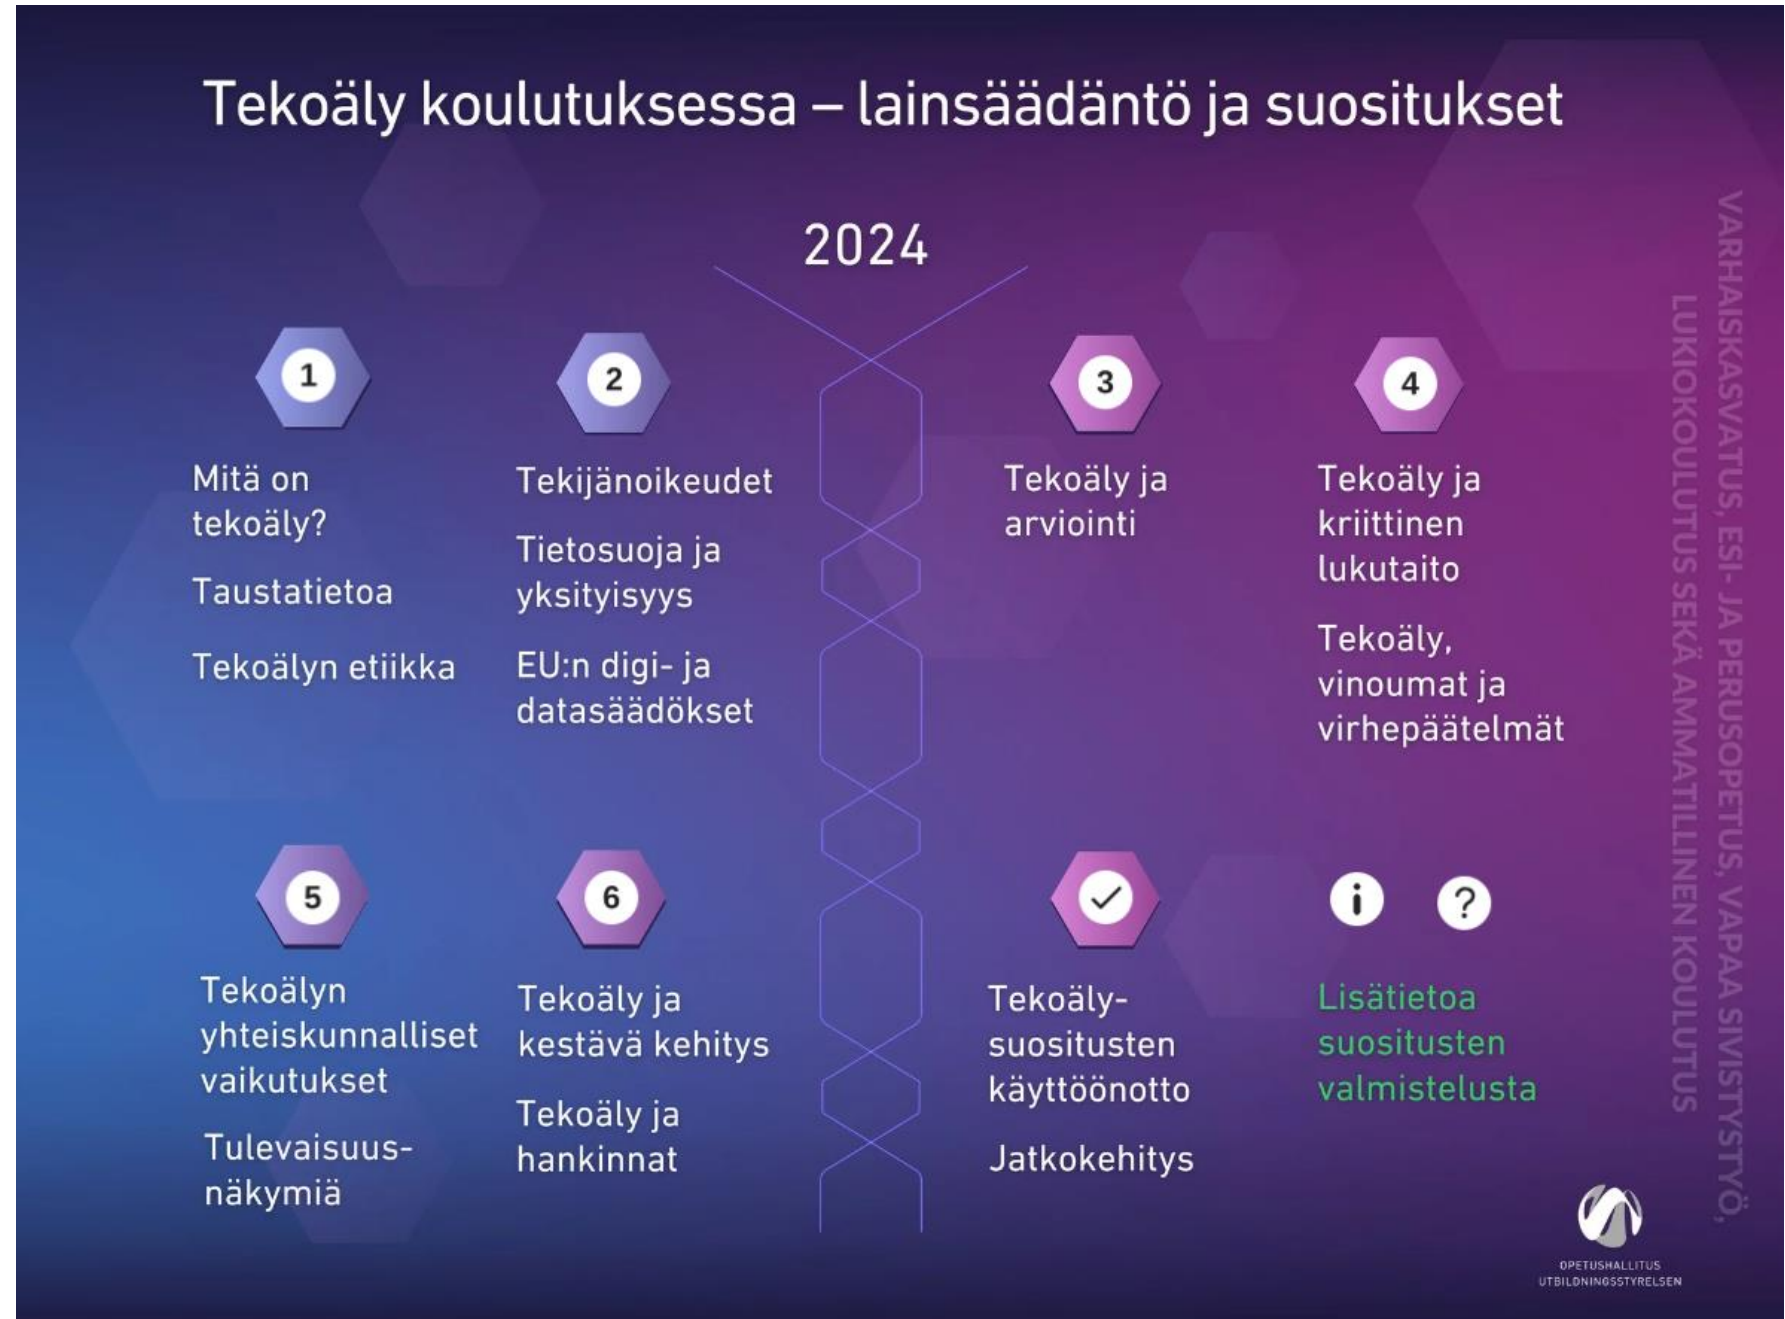 Tekoäly koulutuksessa – lainsäädäntö ja suositukset
2024
1
Mitä on
tekoäly?
Taustatietoa
Tekoälyn etiikka
2
Tekijänoikeudet
Tietosuoja ja
yksityisyys
EU:n digi- ja
datasäädökset
3
Tekoäly ja
arviointi
4
Tekoäly ja
kriittinen
lukutaito
Tekoäly,
vinoumat ja
virhepäätelmät
5
Tekoälyn
yhteiskunnalliset
vaikutukset
Tulevaisuus-
näkymiä
6
Tekoäly ja
kestävä kehitys
Tekoäly ja
hankinnat
Tekoäly-
suositusten
käyttöönotto
Jatkokehitys
i ?
Lisätietoa
suositusten
valmistelusta
VARHAISKASVATUS, ESI- JA PERUSOPETUS, VAPAA SIVISTYSTYÖ,
LUKIOKOULUTUS SEKÄ AMMATILLINEN KOULUTUS
OPETUSHALLITUS
UTBILDNINGSSTYRELSEN